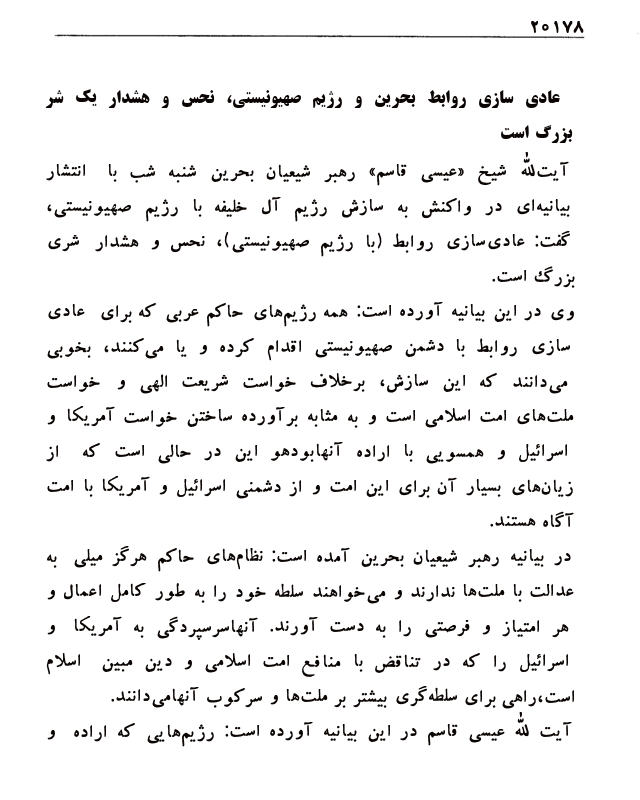 ۲۰۱۷۸
عادی سازی روابط بحرین و رژیم صهیونیستی، نحس و هشدار یک شر
بزرگ است
آیت‌الله شیخ «عیسی قاسم» رهبر شیعیان بحرین شنبه شب با انتشار
بیانیه‌ای در واکنش به سازش رژیم آل خلیفه با رژیم صهیونیستی،
گفت: عادی‌سازی روابط (با رژیم صهیونیستی)، نحس و هشدار شری
بزرگ است.
وی در این بیانیه آورده است: همه رژیم‌های حاکم عربی که برای عادی
سازی روابط با دشمن صهیونیستی اقدام کرده و یا می‌کنند، بخوبی
می‌دانند که این سازش، برخلاف خواست شریعت الهی و خواست
ملت‌های امت اسلامی است و به مثابه برآورده ساختن خواست آمریکا و
اسرائیل و همسویی با اراده آنهابودهو این در حالی است که از
زیان‌های بسیار آن برای این امت و از دشمنی اسرائیل و آمریکا با امت
آگاه هستند.
در بیانیه رهبر شیعیان بحرین آمده است: نظام‌های حاکم هرگز میلی به
عدالت با ملت‌ها ندارند و می‌خواهند سلطه خود را به طور کامل اعمال و
هر امتیاز و فرصتی را به دست آورند. آنهاسرسپردگی به آمریکا و
اسرائیل را که در تناقض با منافع امت اسلامی و دین مبین اسلام
است،راهی برای سلطه‌گری بیشتر بر ملت‌ها و سرکوب آنهامی‌دانند.
آیت الله عیسی قاسم در این بیانیه آورده است: رژیم‌هایی که اراده و